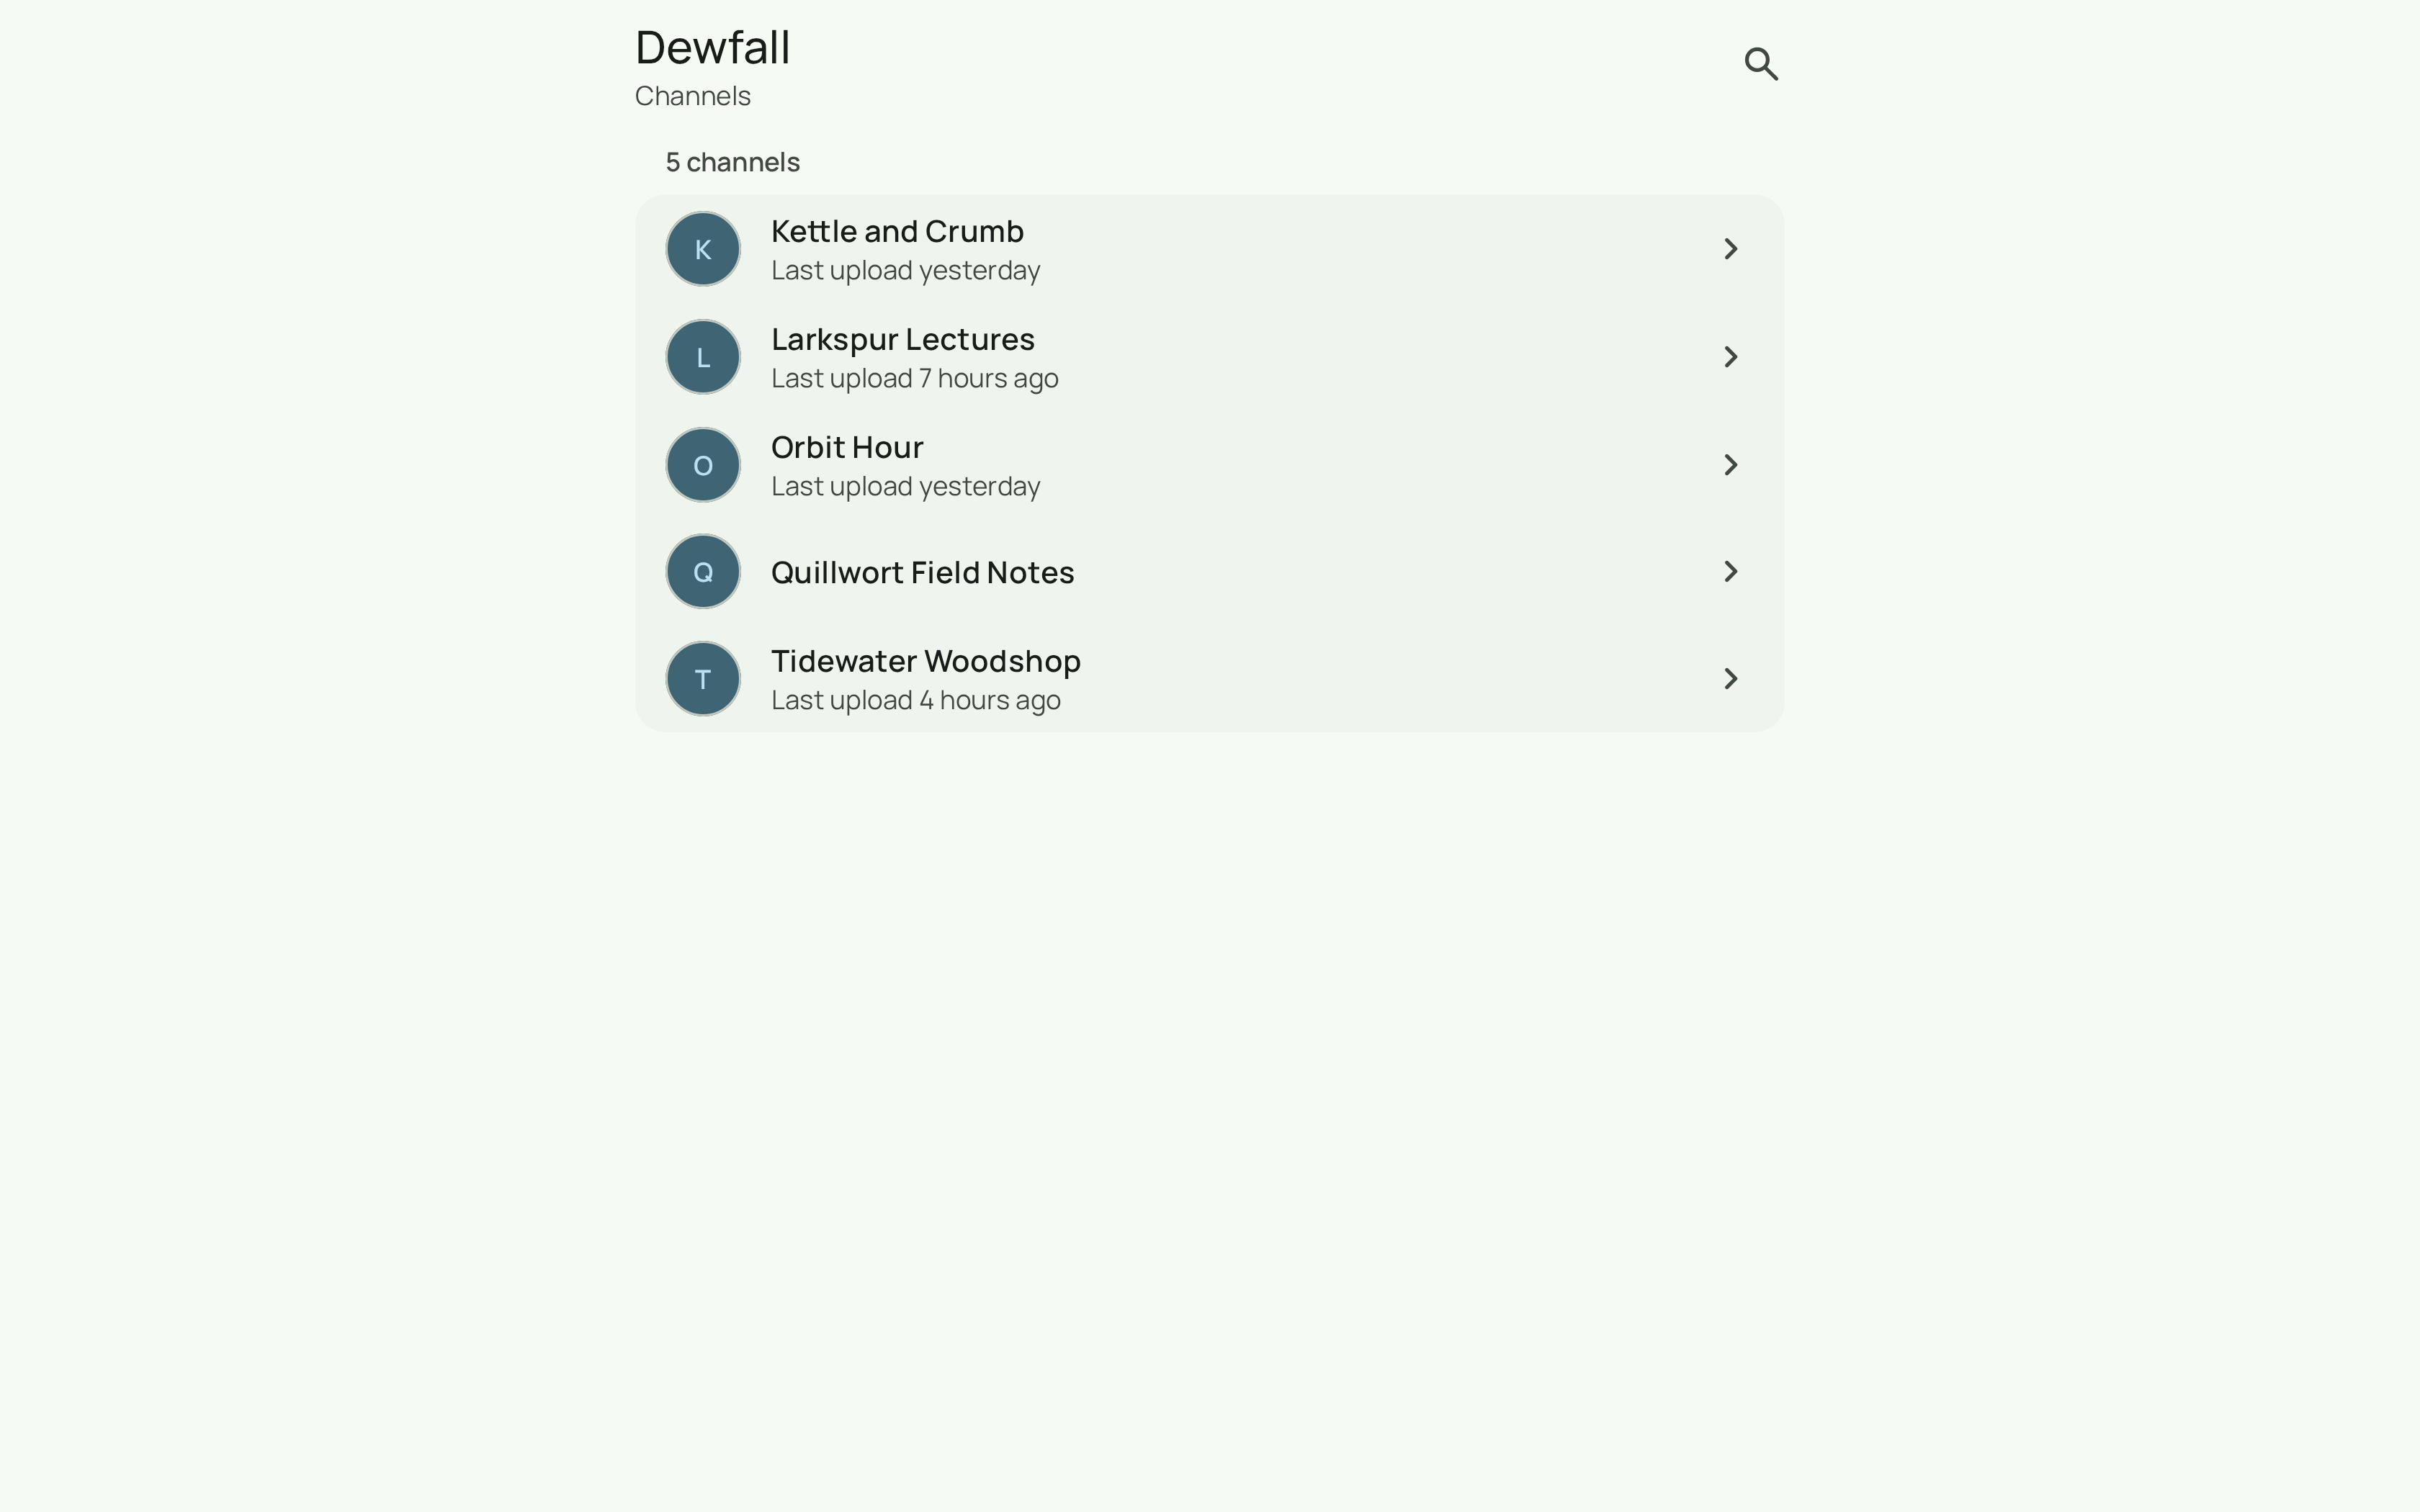 Dewfall
Channels
5 channels
K
Kettle and Crumb
Last upload yesterday
L
Larkspur Lectures
Last upload 7 hours ago
O
Orbit Hour
Last upload yesterday
Q
Quillwort Field Notes
T
Tidewater Woodshop
Last upload 4 hours ago